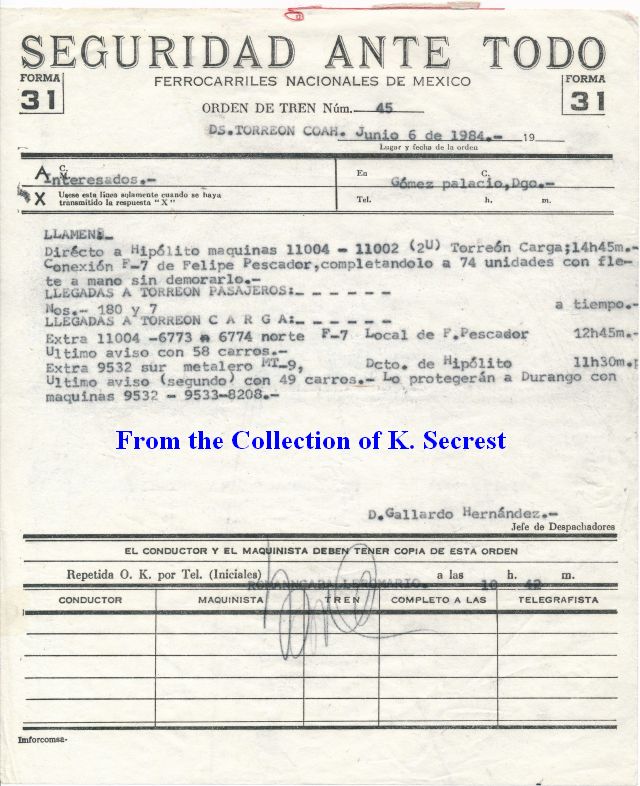 SEGURIDAD ANTE TODO
FORMA 31
FERROCARRILES NACIONALES DE MEXICO
FORMA 31
ORDEN DE TREN Núm. 45
DS.TORREON COAH. Junio 6 de 1984.- 19
Lugar y fecha de la orden
A C. Interesados.-
En C. Gómez palacio,Dgo.-
X Usese esta línea solamente cuando se haya transmitido la respuesta "X"
Tel. h. m.
LLAMEN:_
Dirécto a Hipólito maquinas 11004 - 11002 (2U) Torreón Carga;14h45m.-
Conexión F-7 de Felipe Pescador,completandolo a 74 unidades con fle-
te a mano sin demorarlo.-
LLEGADAS A TORREON PASAJEROS:- - - - - -
Nos.- 180 y 7 a tiempo.-
LLEGADAS A TORREON C A R G A:- - - - - -
Extra 11004 -6773 a 6774 norte F-7 Local de F.Pescador 12h45m.-
Ultimo aviso con 58 carros.-
Extra 9532 sur metalero MT-9, Dcto. de Hipólito 11h30m.
Ultimo aviso (segundo) con 49 carros.- Lo protegerán a Durango con
maquinas 9532 - 9533-8208.-
From the Collection of K. Secrest
D.Gallardo Hernández.-
Jefe de Despachadores
EL CONDUCTOR Y EL MAQUINISTA DEBEN TENER COPIA DE ESTA ORDEN
Repetida O. K. por Tel. (Iniciales) a las 10 h. 42 m.
CONDUCTOR MAQUINISTA TREN COMPLETO A LAS TELEGRAFISTA
Imforcomsa-